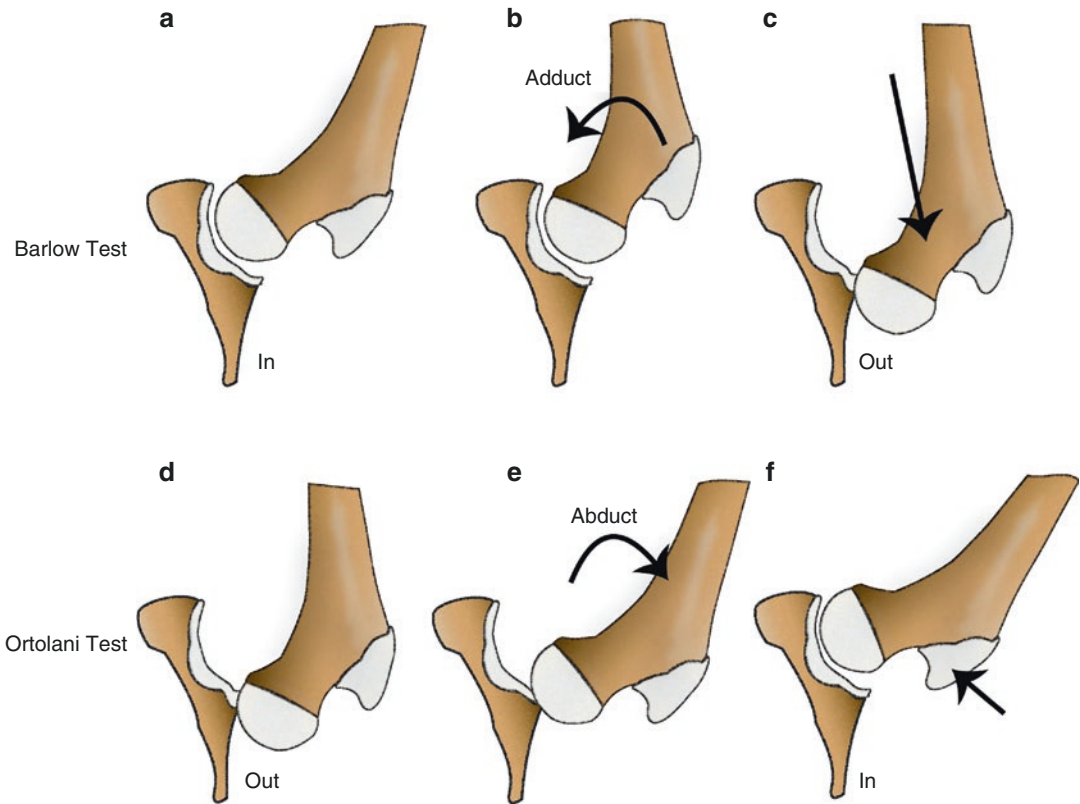 a
b
c
Adduct
Barlow Test
In
Out
d
e
f
Abduct
Ortolani Test
Out
In